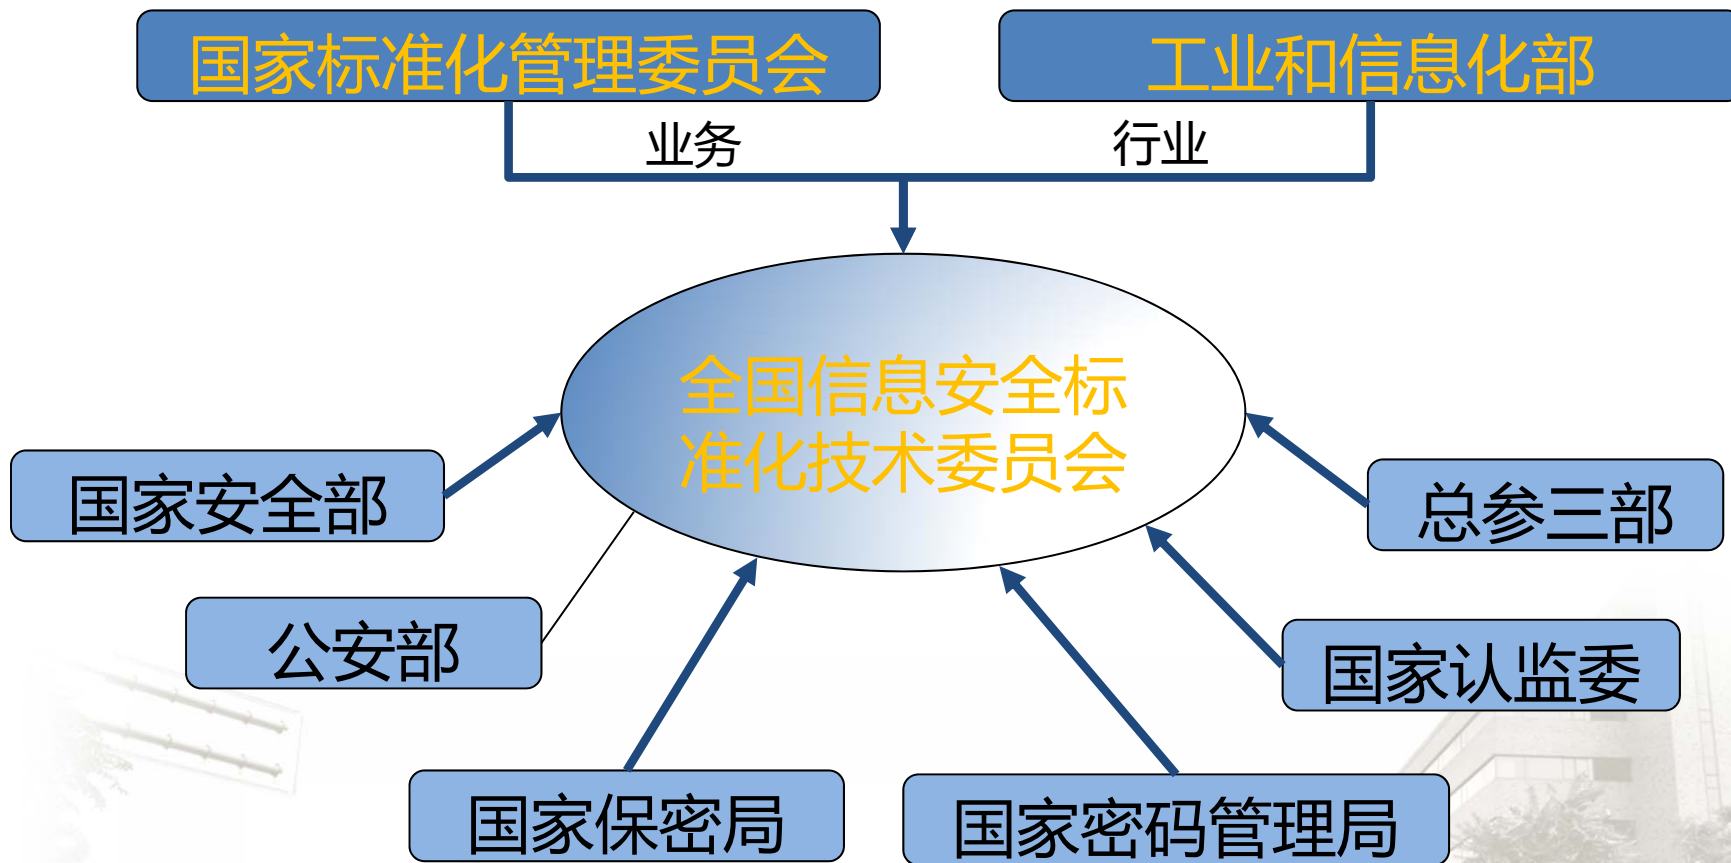 国家标准化管理委员会
工业和信息化部
业务
行业
全国信息安全标
准化技术委员会
国家安全部
总参三部
公安部
国家认监委
国家保密局
国家密码管理局